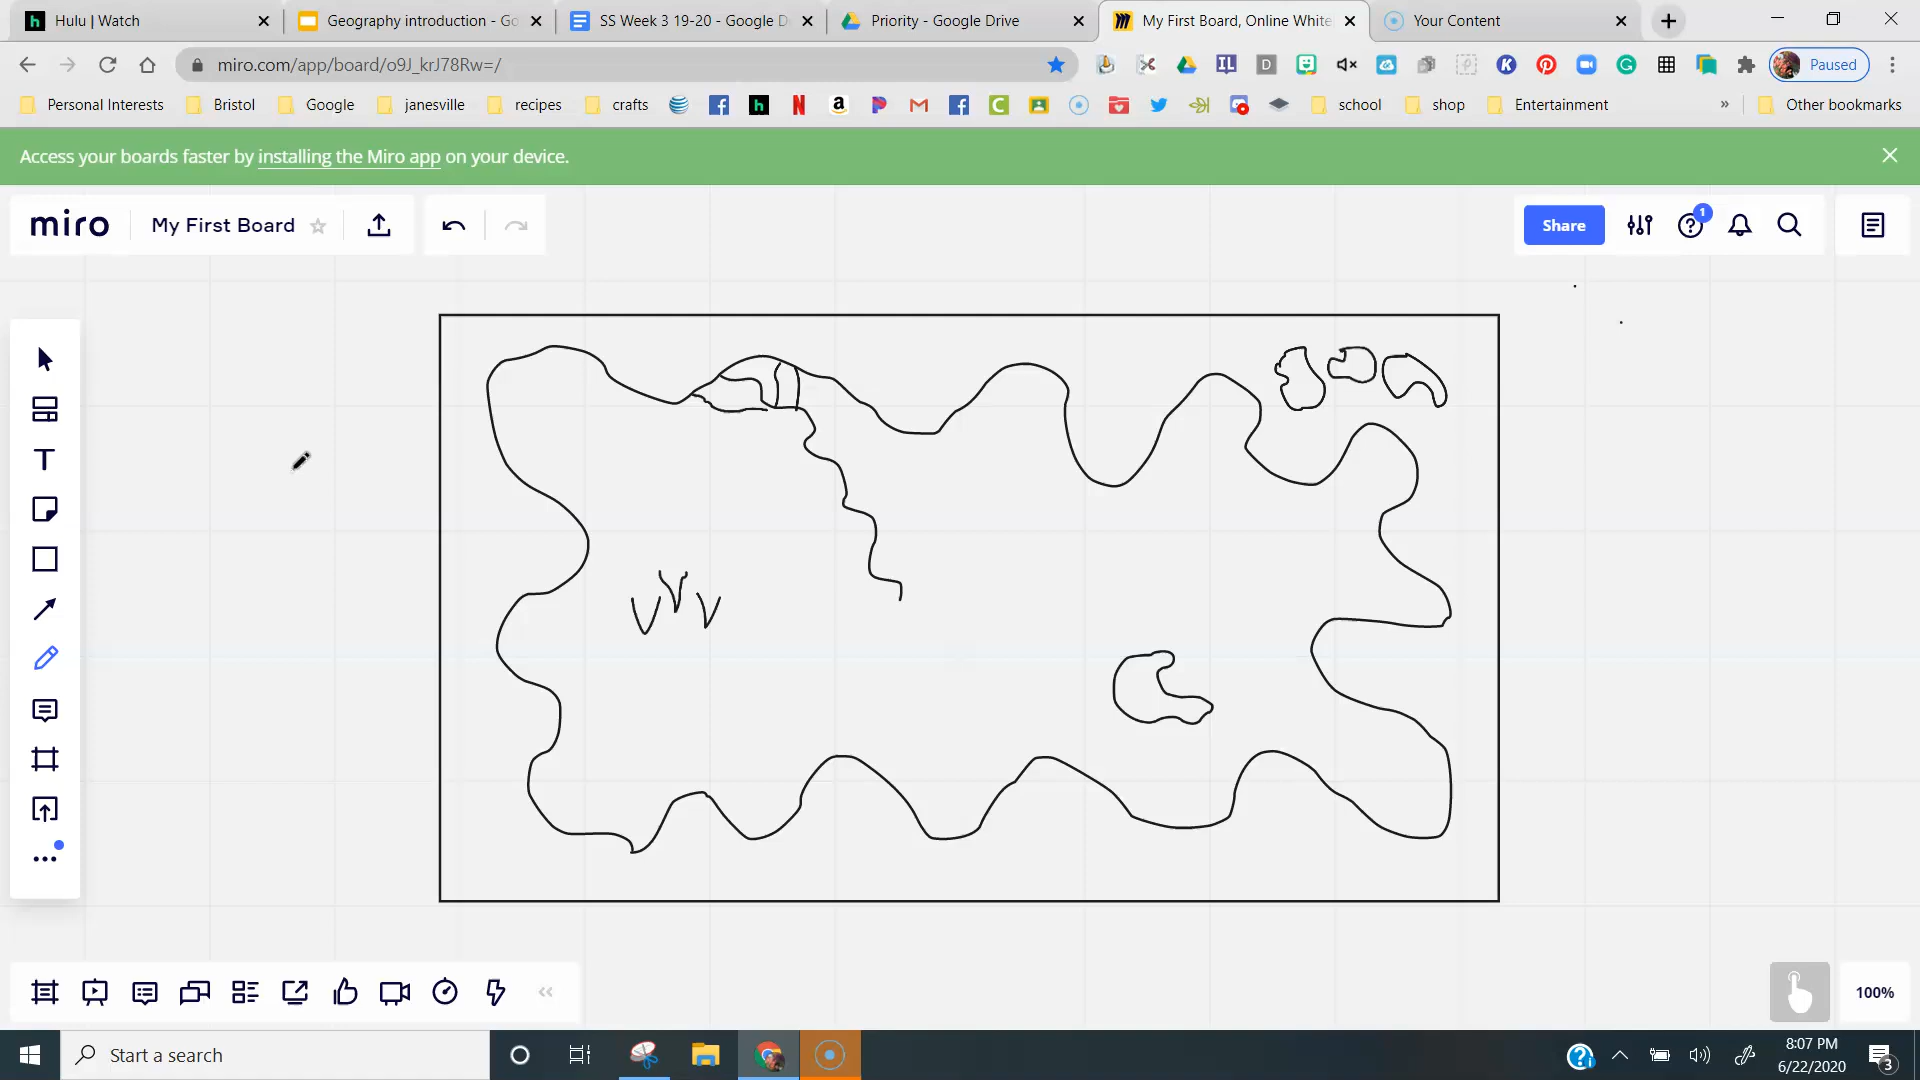 Hulu | Watch
Geography introduction - Go
SS Week 3 19-20 - Google D
Priority - Google Drive
My First Board, Online White
Your Content
miro.com/app/board/o9J_krJ78Rw=/
Paused
Personal Interests
Bristol
Google
janesville
recipes
crafts
school
shop
Entertainment
»
Other bookmarks
Access your boards faster by installing the Miro app on your device.
miro
My First Board
Share
1
100%
Start a search
8:07 PM
6/22/2020
3